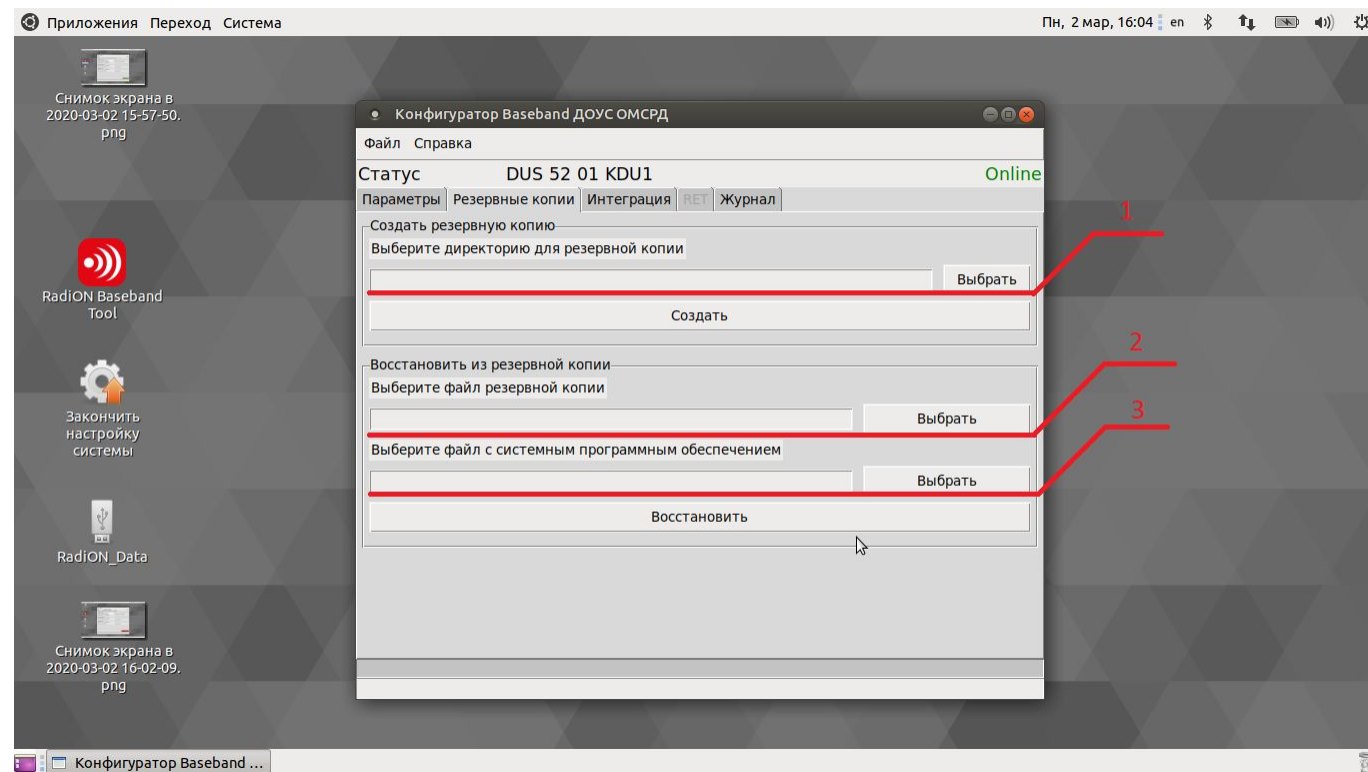 Приложения Переход Система
Пн, 2 мар, 16:04 en
Снимок экрана в
2020-03-02 15-57-50.
png
RadiON Baseband
Tool
Закончить
настройку
системы
RadiON_Data
Снимок экрана в
2020-03-02 16-02-09.
png
Конфигуратор Baseband ДОУС ОМСРД
Файл Справка
Статус DUS 52 01 KDU1 Online
Параметры Резервные копии Интеграция RET Журнал
Создать резервную копию
Выберите директорию для резервной копии
Выбрать
1
Создать
Восстановить из резервной копии
Выберите файл резервной копии
Выбрать
2
Выберите файл с системным программным обеспечением
Выбрать
3
Восстановить
Конфигуратор Baseband ...